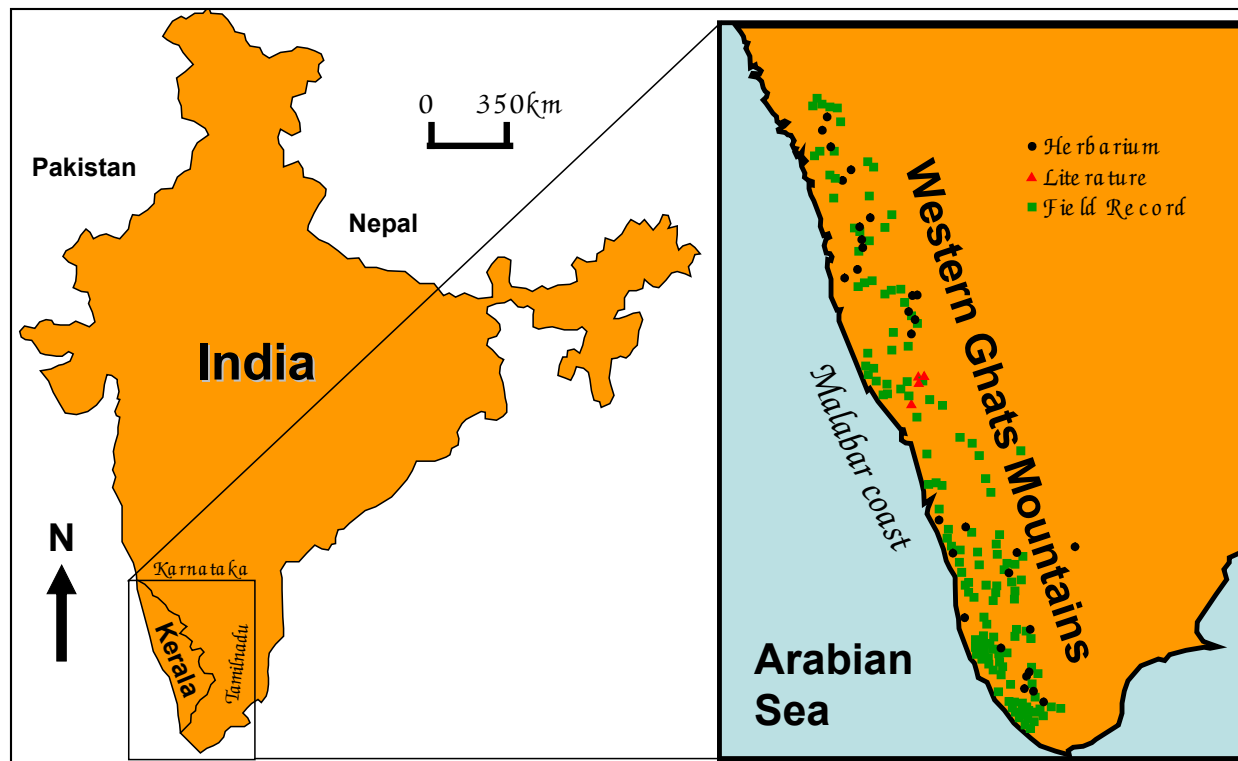 0 350km
Pakistan
Nepal
India
N
Karnataka
Kerala
Tamilnadu
Herbarium
Literature
Field Record
Western Ghats Mountains
Malabar coast
Arabian
Sea